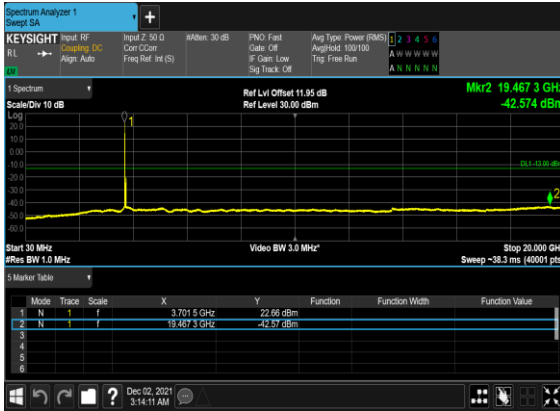 Spectrum Analyzer 1
Swept SA
+
KEYSIGHT Input: RF Input Z: 50 Ω #Atten: 30 dB PNO: Fast Avg Type: Power (RMS) 1 2 3 4 5 6
RL Coupling: DC Corr CCorr Gate: Off Avg|Hold: 100/100 A W W W W W
Align: Auto Freq Ref: Int (S) IF Gain: Low Trig: Free Run
Sig Track: Off A N N N N N
1 Spectrum Ref Lvl Offset 11.95 dB Mkr2 19.467 3 GHz
Scale/Div 10 dB Ref Level 30.00 dBm -42.574 dBm
Log
20.0
10.0
0.00
-10.0
-20.0
-30.0
-40.0
-50.0
-60.0
1
DL1 -13.00 dBm
2
Start 30 MHz Video BW 3.0 MHz* Stop 20.000 GHz
#Res BW 1.0 MHz Sweep ~38.3 ms (40001 pts
5 Marker Table
Mode Trace Scale X Y Function Function Width Function Value
1 N 1 f 3.701 5 GHz 22.66 dBm
2 N 1 f 19.467 3 GHz -42.57 dBm
3
4
5
6
? Dec 02, 2021
3:14:11 AM